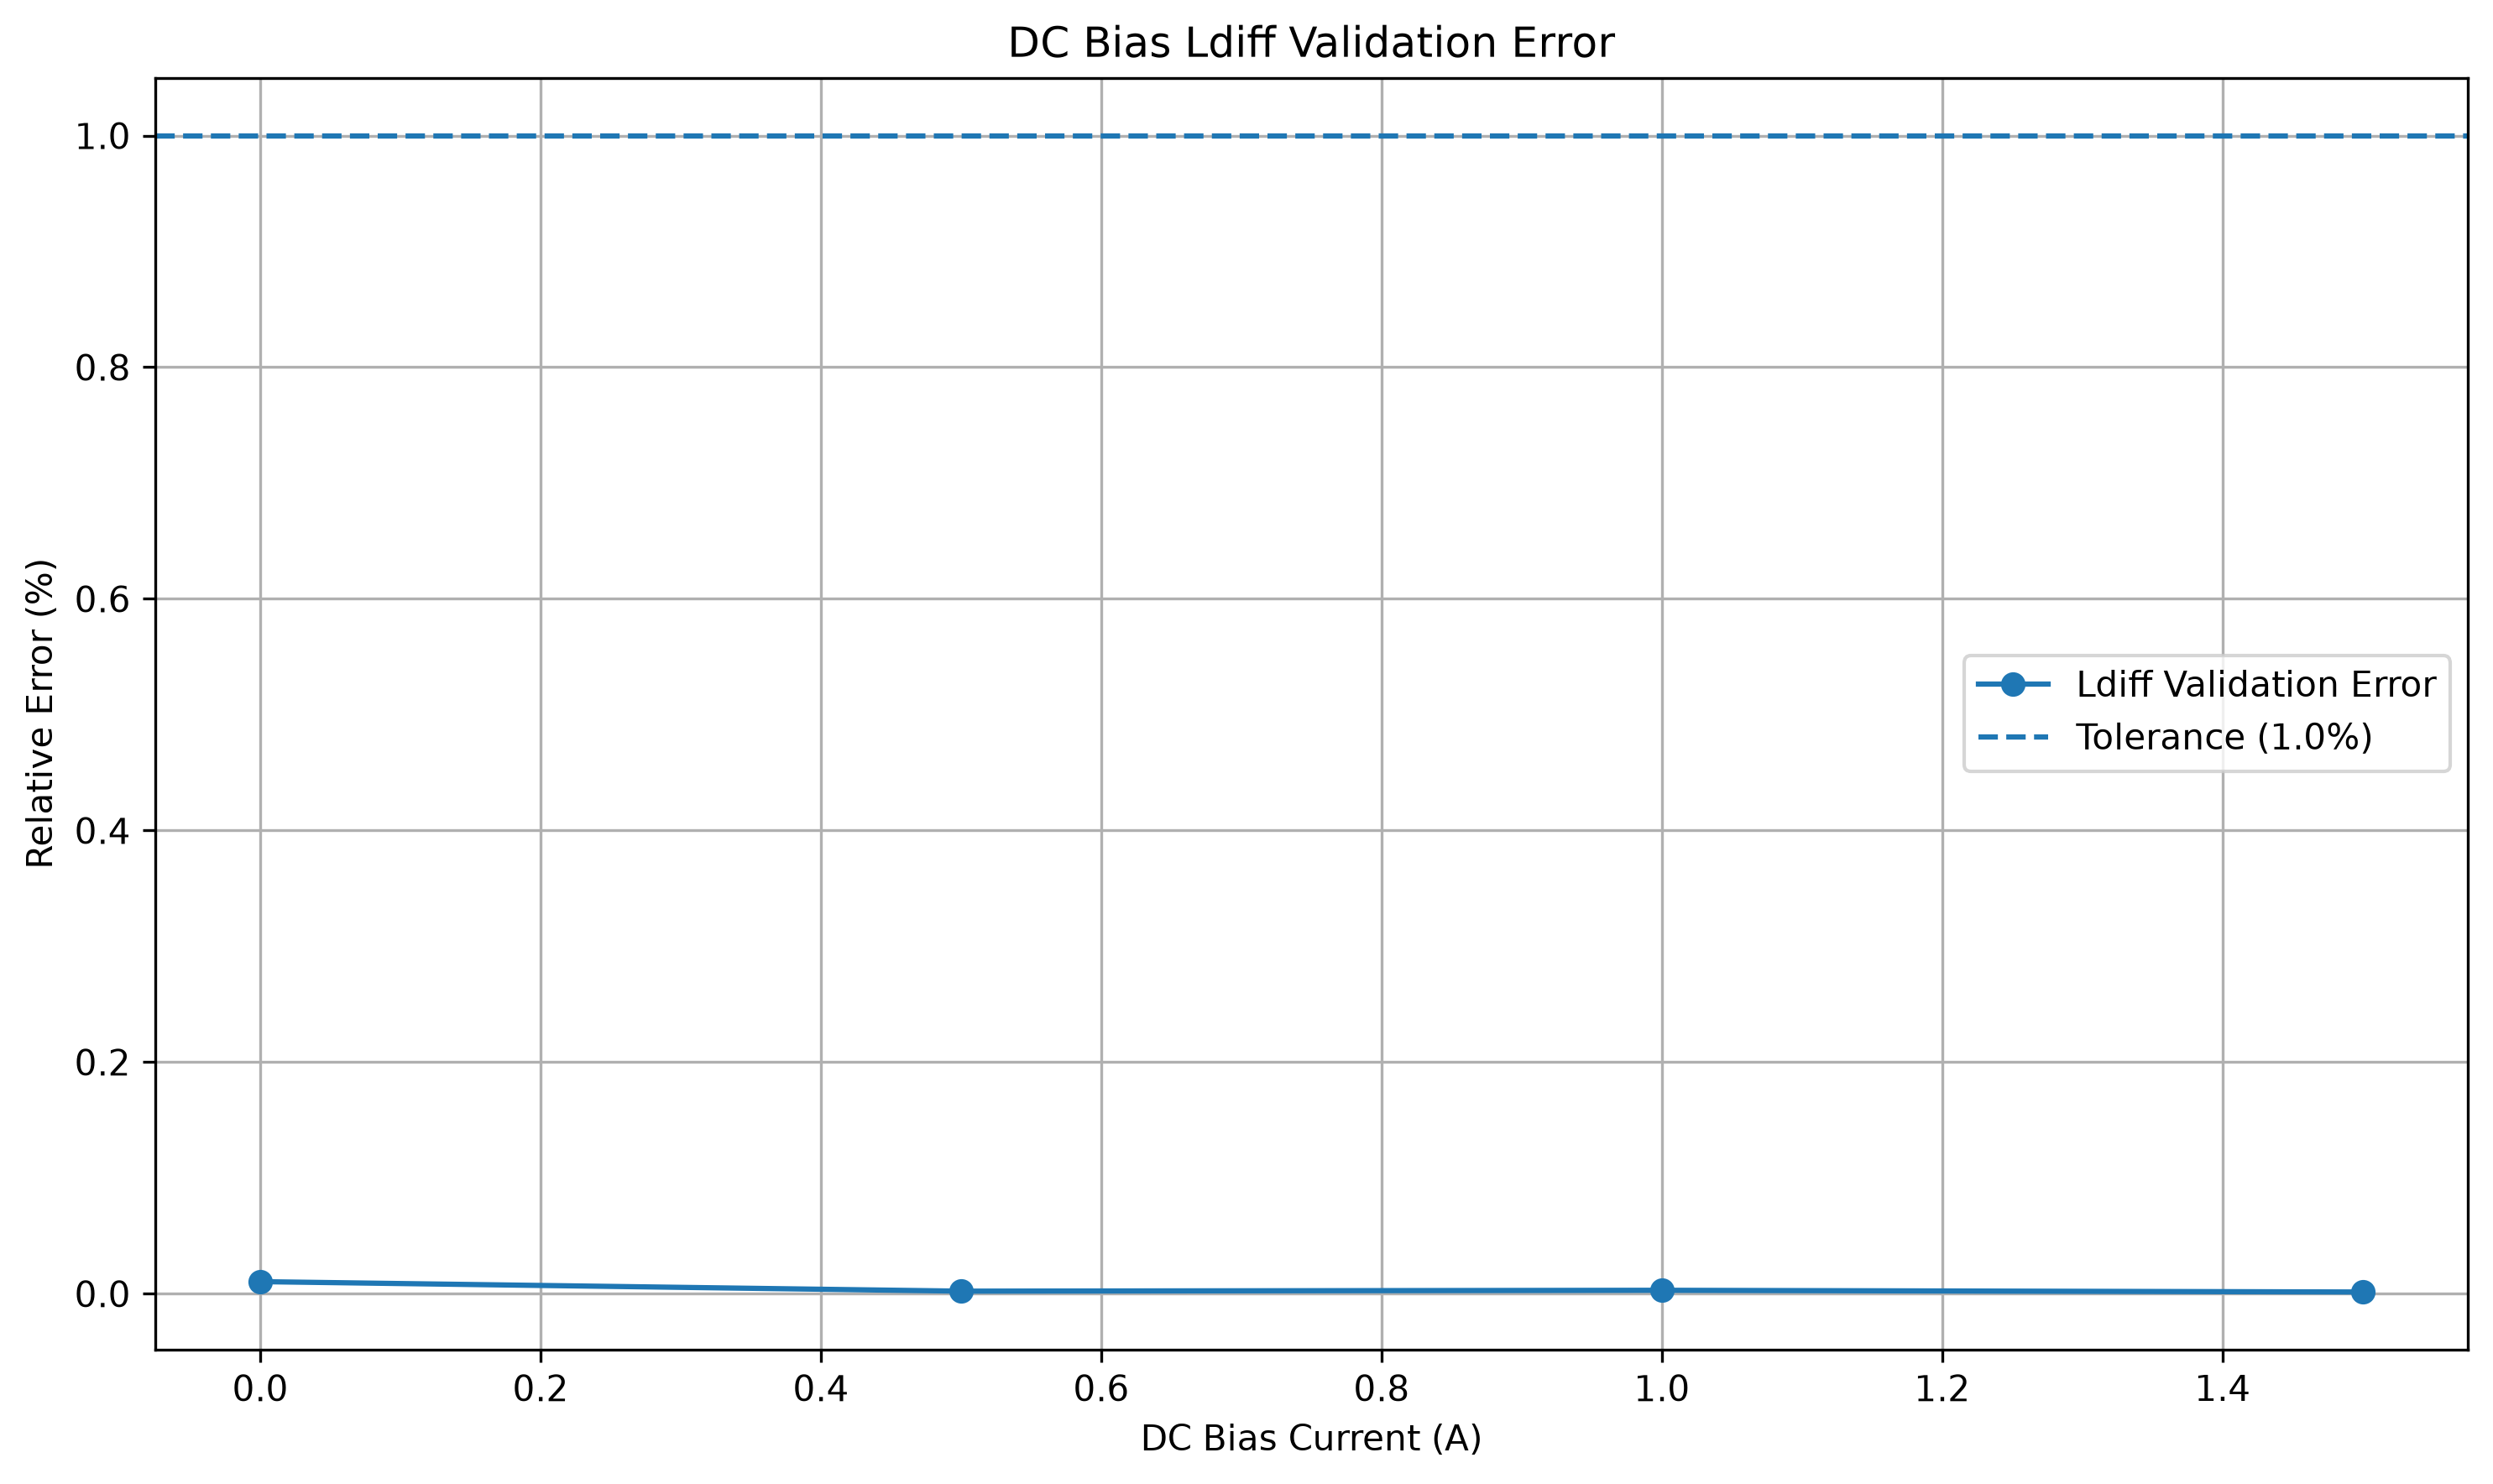 DC Bias Ldiff Validation Error
Relative Error (%)
1.0
0.8
0.6
0.4
0.2
0.0
Ldiff Validation Error
Tolerance (1.0%)
0.0 0.2 0.4 0.6 0.8 1.0 1.2 1.4
DC Bias Current (A)